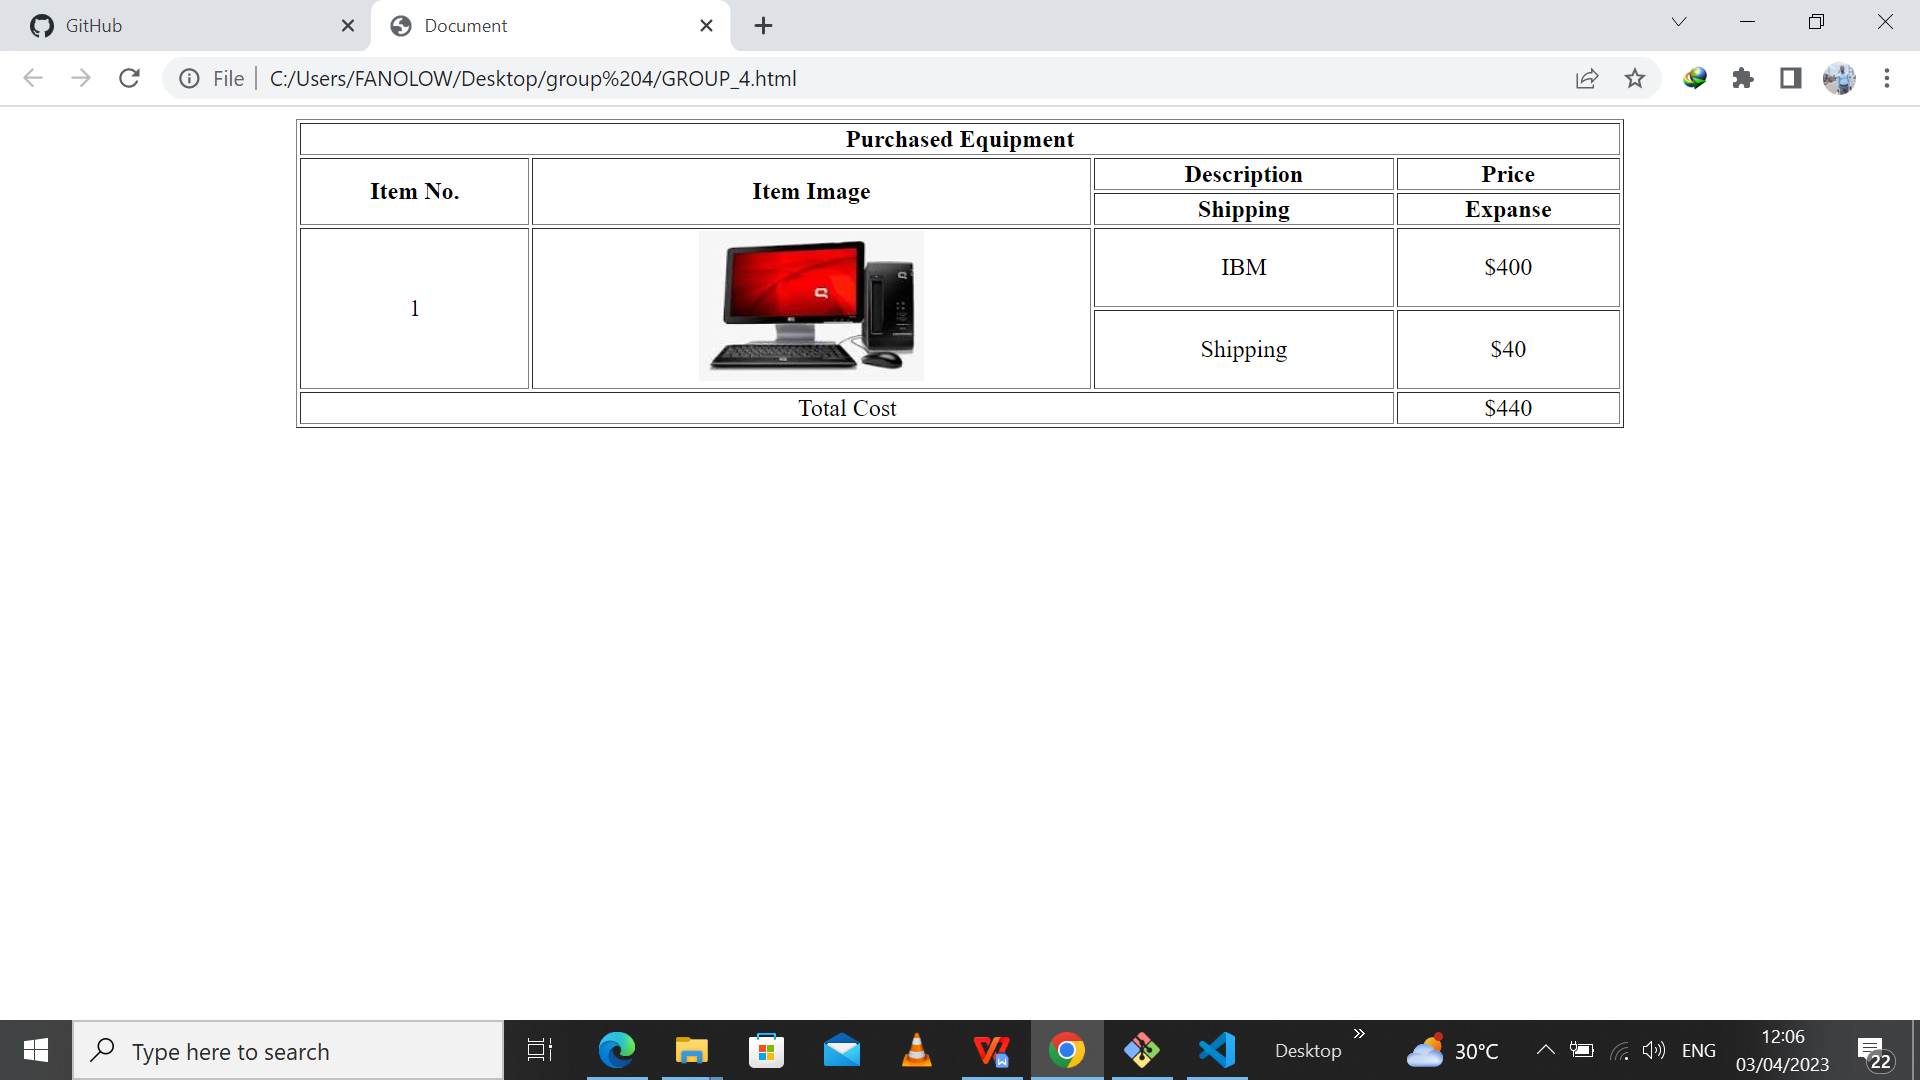 GitHub
Document
File
C:/Users/FANOLOW/Desktop/group%204/GROUP_4.html
Purchased Equipment
Item No.
Item Image
Description
Price
Shipping
Expanse
1
IBM
$400
Shipping
$40
Total Cost
$440
Type here to search
Desktop
30°C
ENG
12:06
03/04/2023
22